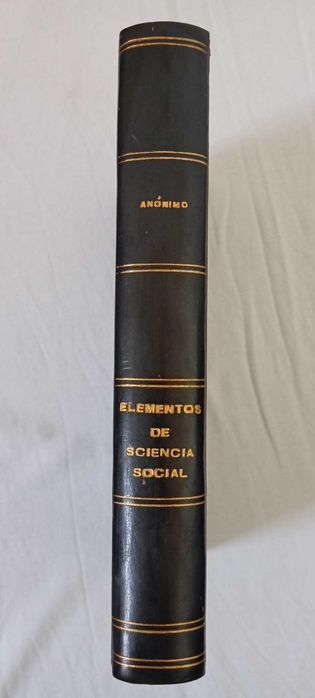 ANÓNIMO
ELEMENTOS
DE
SCIENCIA
SOCIAL